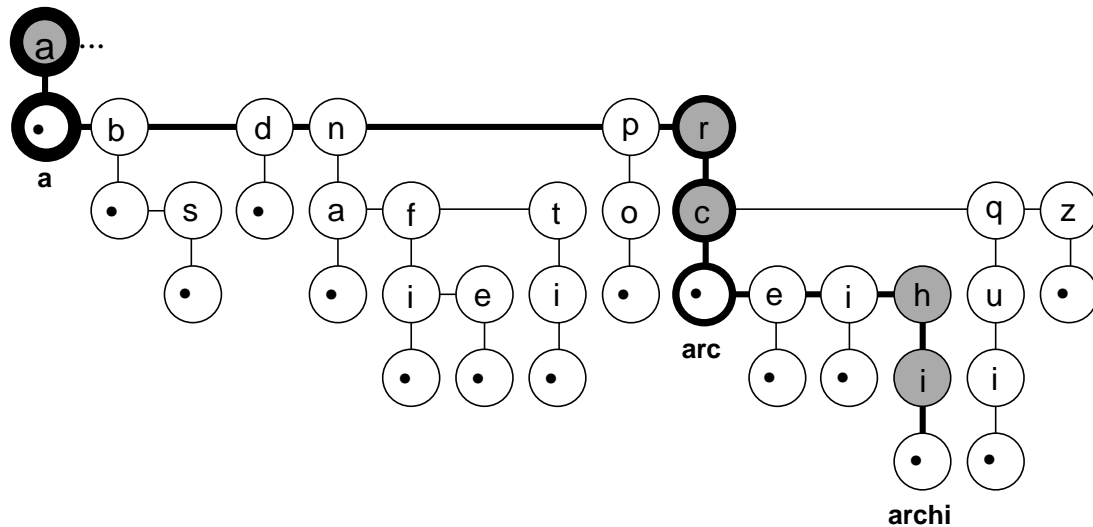 a...
• b d n p r
a
• s • a f t o c q z
• • i e i • • e i h u •
arc
• • • • • i i
• •
archi